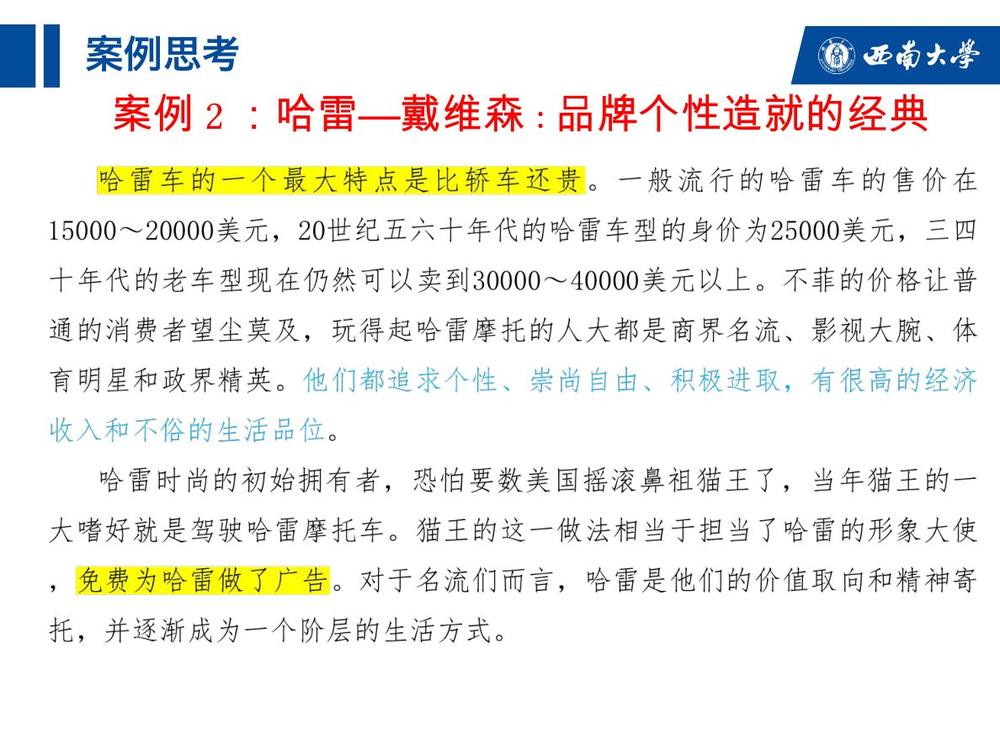 案例思考
西南大学
案例 2 ：哈雷—戴维森 : 品牌个性造就的经典
哈雷车的一个最大特点是比轿车还贵。一般流行的哈雷车的售价在
15000～20000美元，20世纪五六十年代的哈雷车型的身价为25000美元，三四
十年代的老车型现在仍然可以卖到30000～40000美元以上。不菲的价格让普
通的消费者望尘莫及，玩得起哈雷摩托的人大都是商界名流、影视大腕、体
育明星和政界精英。他们都追求个性、崇尚自由、积极进取，有很高的经济
收入和不俗的生活品位。
哈雷时尚的初始拥有者，恐怕要数美国摇滚鼻祖猫王了，当年猫王的一
大嗜好就是驾驶哈雷摩托车。猫王的这一做法相当于担当了哈雷的形象大使
，免费为哈雷做了广告。对于名流们而言，哈雷是他们的价值取向和精神寄
托，并逐渐成为一个阶层的生活方式。